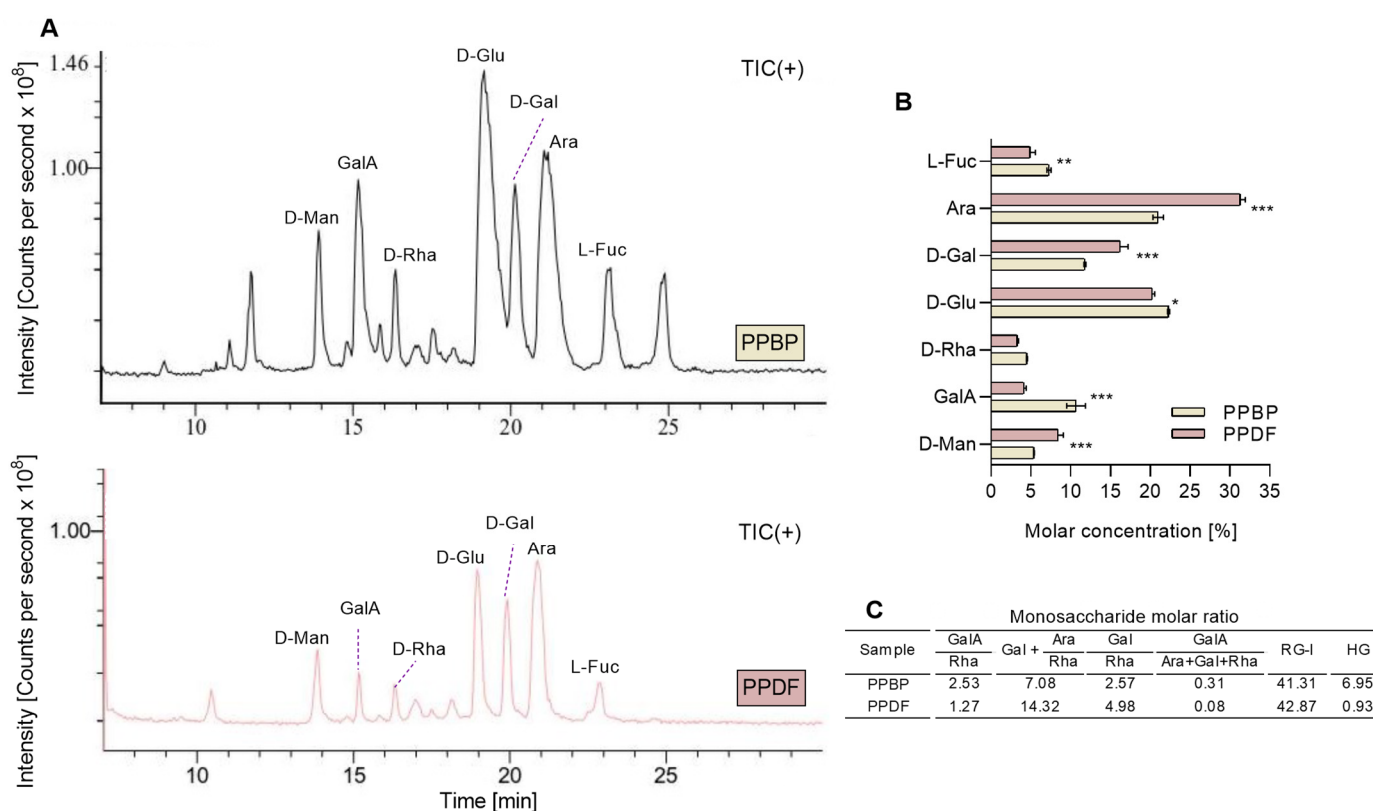 A
Intensity [Counts per second x 10⁸]
1.46
1.00
D-Glu
TIC(+)
D-Gal
Ara
GalA
D-Man
D-Rha
L-Fuc
PPBP
10 15 20 25
Intensity [Counts per second x 10⁸]
1.00
D-Gal
TIC(+)
D-Glu
Ara
GalA
D-Man
D-Rha
L-Fuc
PPDF
10 15 20 25
Time [min]
B
L-Fuc **
Ara ***
D-Gal ***
D-Glu *
D-Rha
GalA ***
D-Man ***
PPBP
PPDF
0 5 10 15 20 25 30 35
Molar concentration [%]
C
Monosaccharide molar ratio
Sample GalA/Rha Gal + Ara/Rha Gal/Rha GalA/Ara+Gal+Rha RG-I HG
PPBP 2.53 7.08 2.57 0.31 41.31 6.95
PPDF 1.27 14.32 4.98 0.08 42.87 0.93